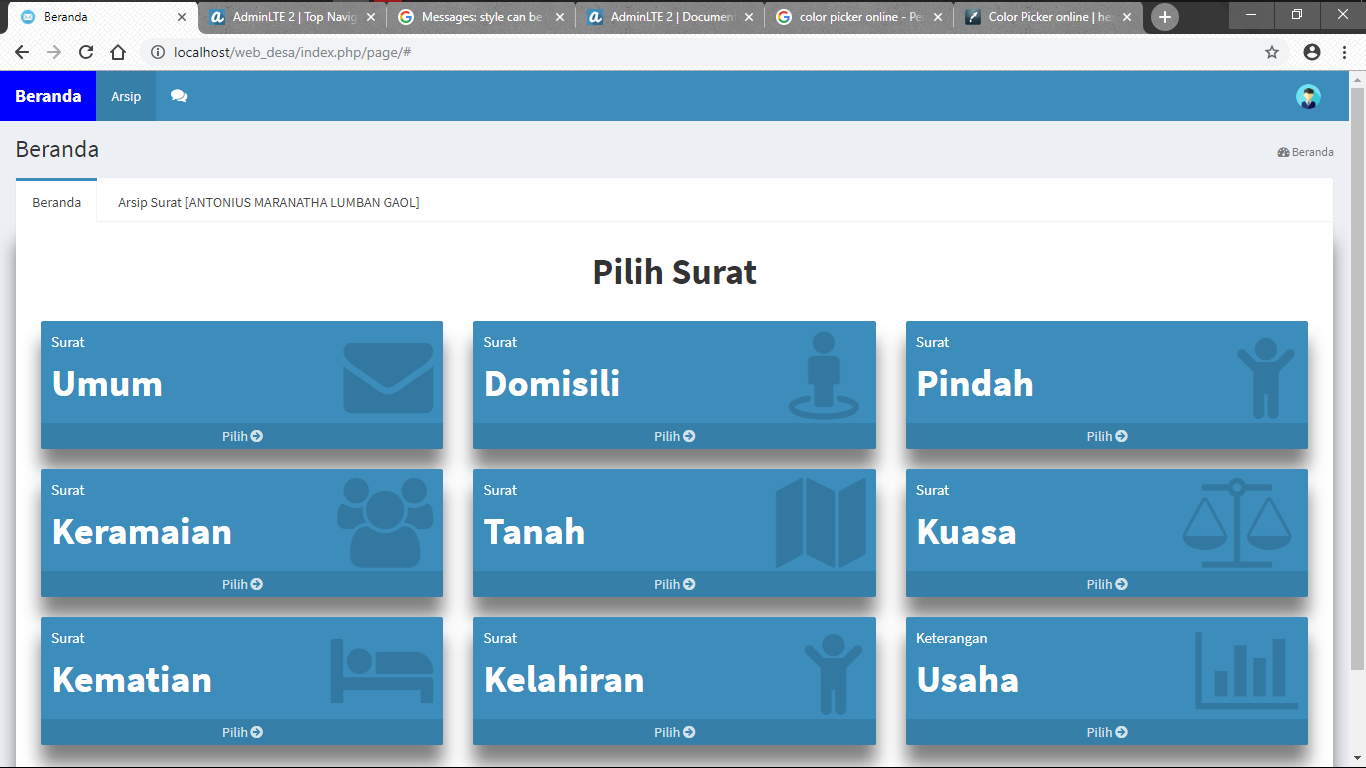 Beranda
AdminLTE 2 | Top Navig
Messages: style can be
AdminLTE 2 | Document
color picker online - Pe
Color Picker online | he
localhost/web_desa/index.php/page/#
Beranda Arsip
Beranda
Beranda
Beranda
Arsip Surat [ANTONIUS MARANATHA LUMBAN GAOL]
Pilih Surat
Surat
Umum
Pilih
Surat
Domisili
Pilih
Surat
Pindah
Pilih
Surat
Keramaian
Pilih
Surat
Tanah
Pilih
Surat
Kuasa
Pilih
Surat
Kematian
Pilih
Surat
Kelahiran
Pilih
Keterangan
Usaha
Pilih